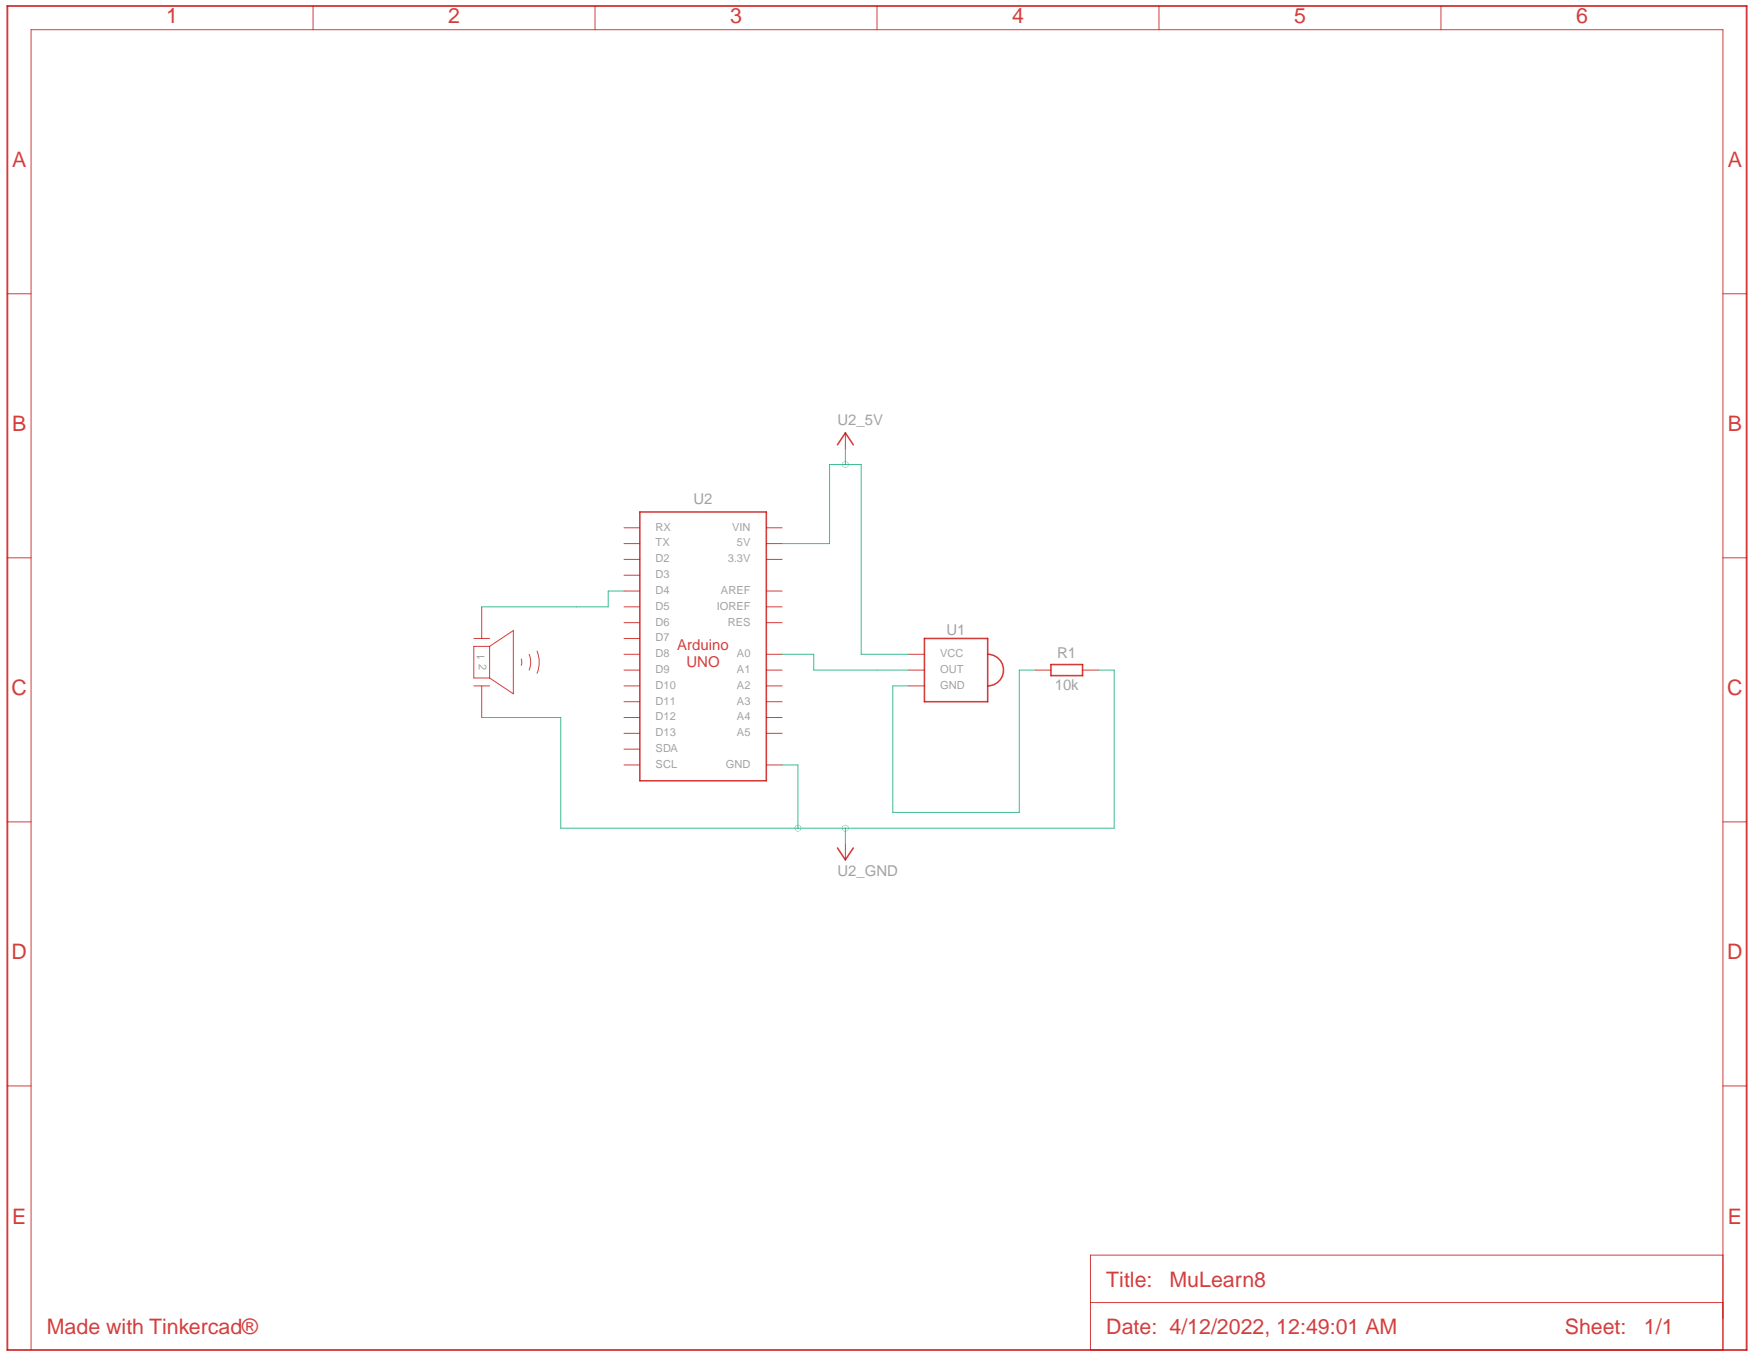 1 2 3 4 5 6
A A
B B
U2_5V
U2
RX VIN
TX 5V
D2 3.3V
D3
D4 AREF
D5 IOREF
D6 RES
D7
Arduino
UNO
D8 A0
D9 A1
D10 A2
D11 A3
D12 A4
D13 A5
SDA
SCL GND
1 2
U1
VCC
OUT
GND
R1
10k
C C
U2_GND
D D
E E
Title: MuLearn8
Made with Tinkercad®
Date: 4/12/2022, 12:49:01 AM Sheet: 1/1